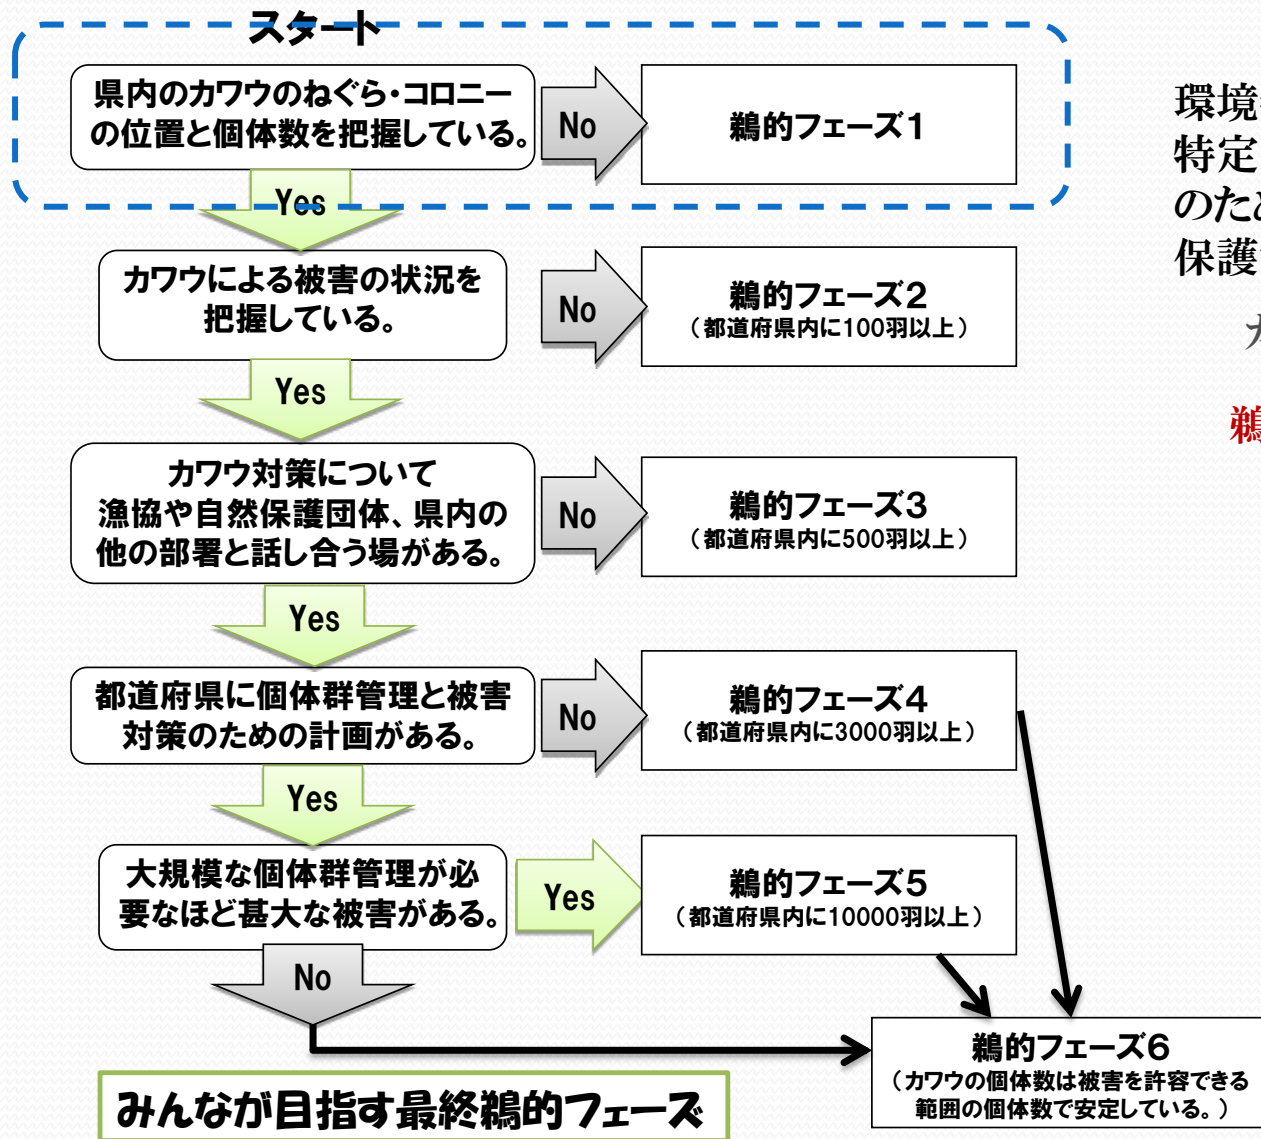 スタート
県内のカワウのねぐら・コロニー
の位置と個体数を把握している。
No
鵜的フェーズ1
Yes
カワウによる被害の状況を
把握している。
No
鵜的フェーズ2
（都道府県内に100羽以上）
Yes
カワウ対策について
漁協や自然保護団体、県内の
他の部署と話し合う場がある。
No
鵜的フェーズ3
（都道府県内に500羽以上）
Yes
都道府県に個体群管理と被害
対策のための計画がある。
No
鵜的フェーズ4
（都道府県内に3000羽以上）
Yes
大規模な個体群管理が必
要なほど甚大な被害がある。
Yes
鵜的フェーズ5
（都道府県内に10000羽以上）
No
鵜的フェーズ6
（カワウの個体数は被害を許容できる
範囲の個体数で安定している。）
みんなが目指す最終鵜的フェーズ
環境
特定
のため
保護
鵜